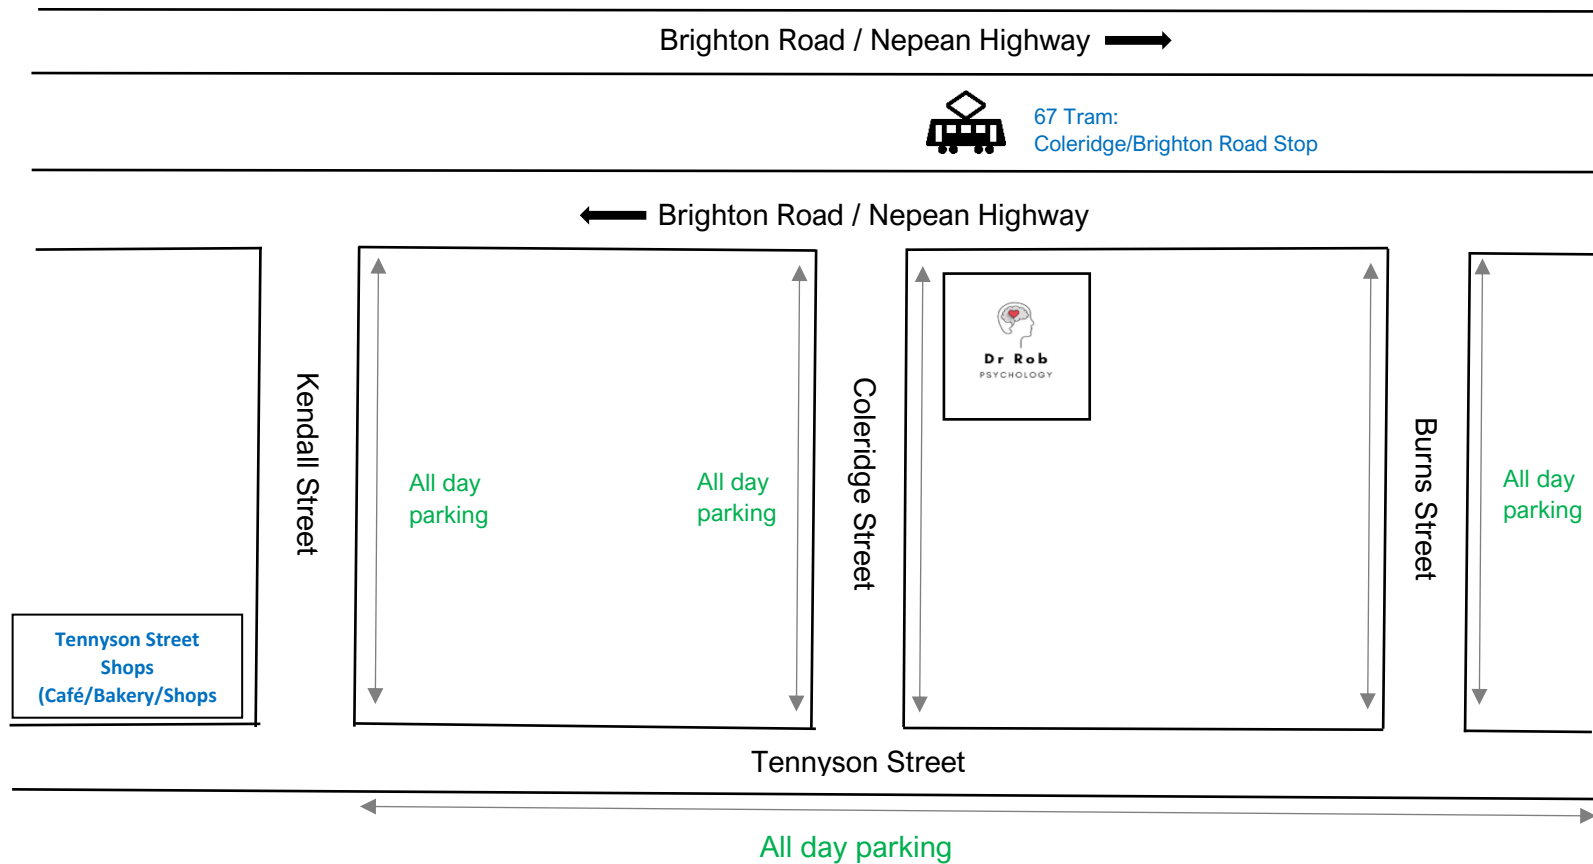 Brighton Road / Nepean Highway
67 Tram:
Coleridge/Brighton Road Stop
Brighton Road / Nepean Highway
Dr Rob
PSYCHOLOGY
Kendall Street
Coleridge Street
Burns Street
All day
parking
All day
parking
All day
parking
Tennyson Street
Shops
(Café/Bakery/Shops
Tennyson Street
All day parking